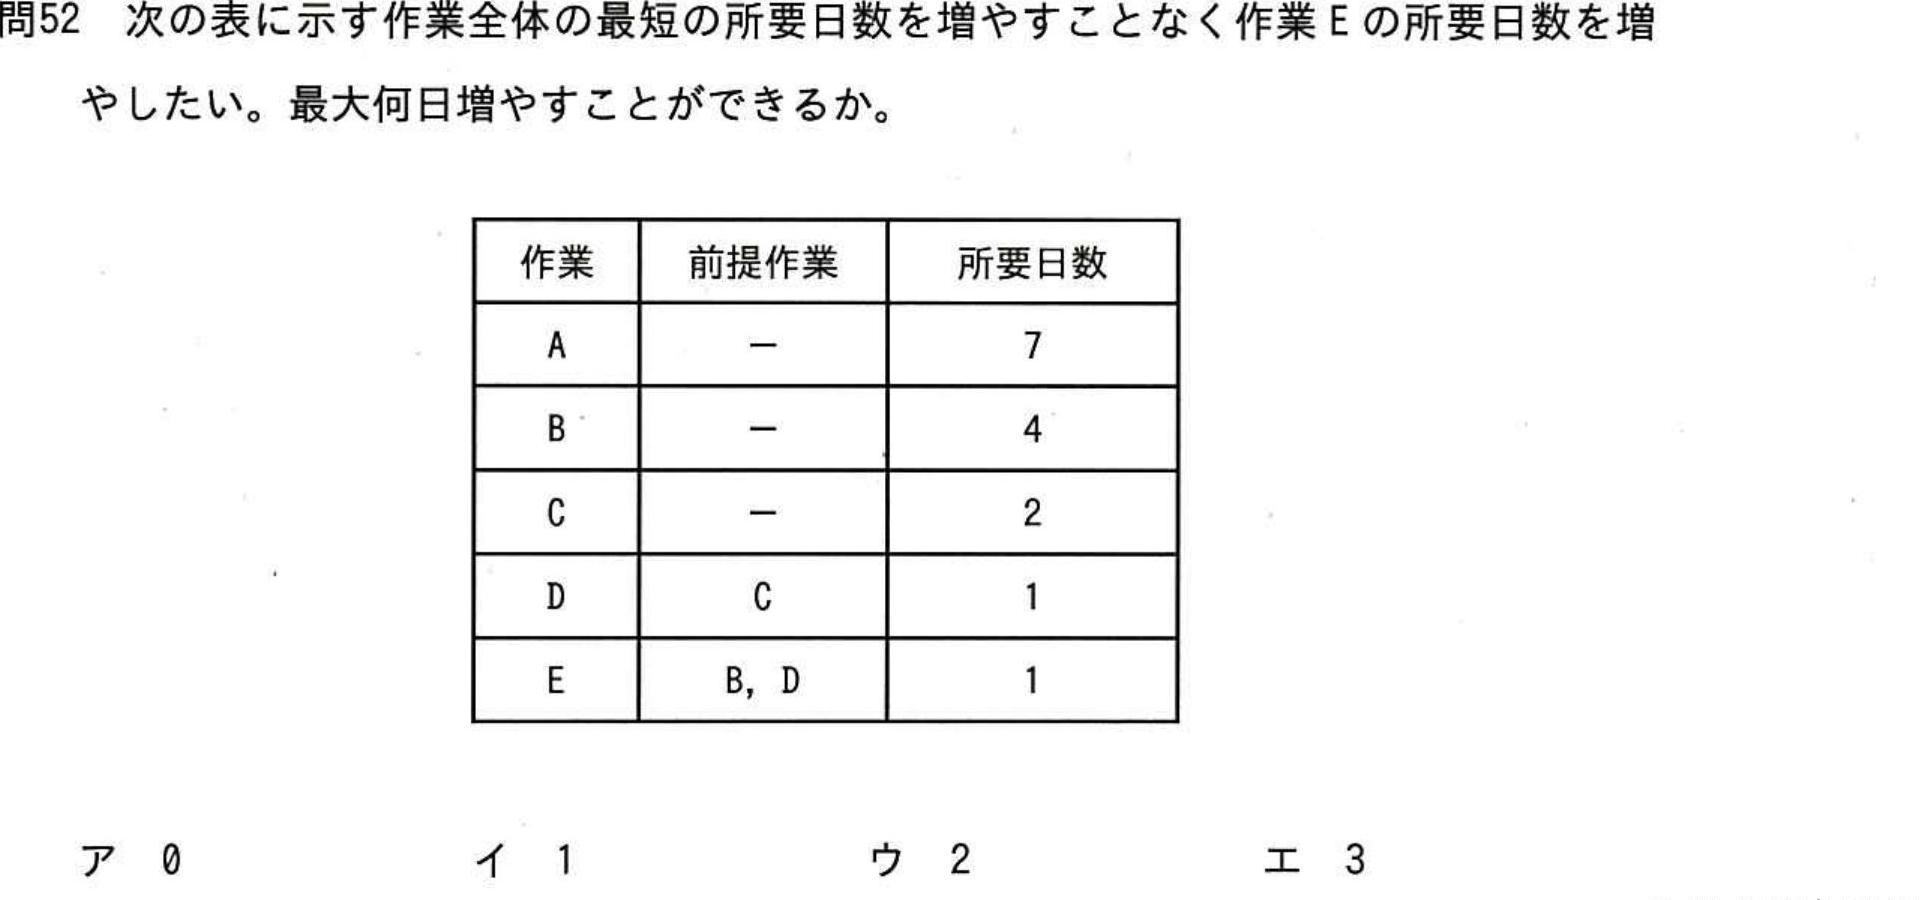 問52 次の表に示す作業全体の最短の所要日数を増やすことなく作業Eの所要日数を増
やしたい。最大何日増やすことができるか。
作業 前提作業 所要日数
A － 7
B － 4
C － 2
D C 1
E B, D 1
ア 0 イ 1 ウ 2 エ 3